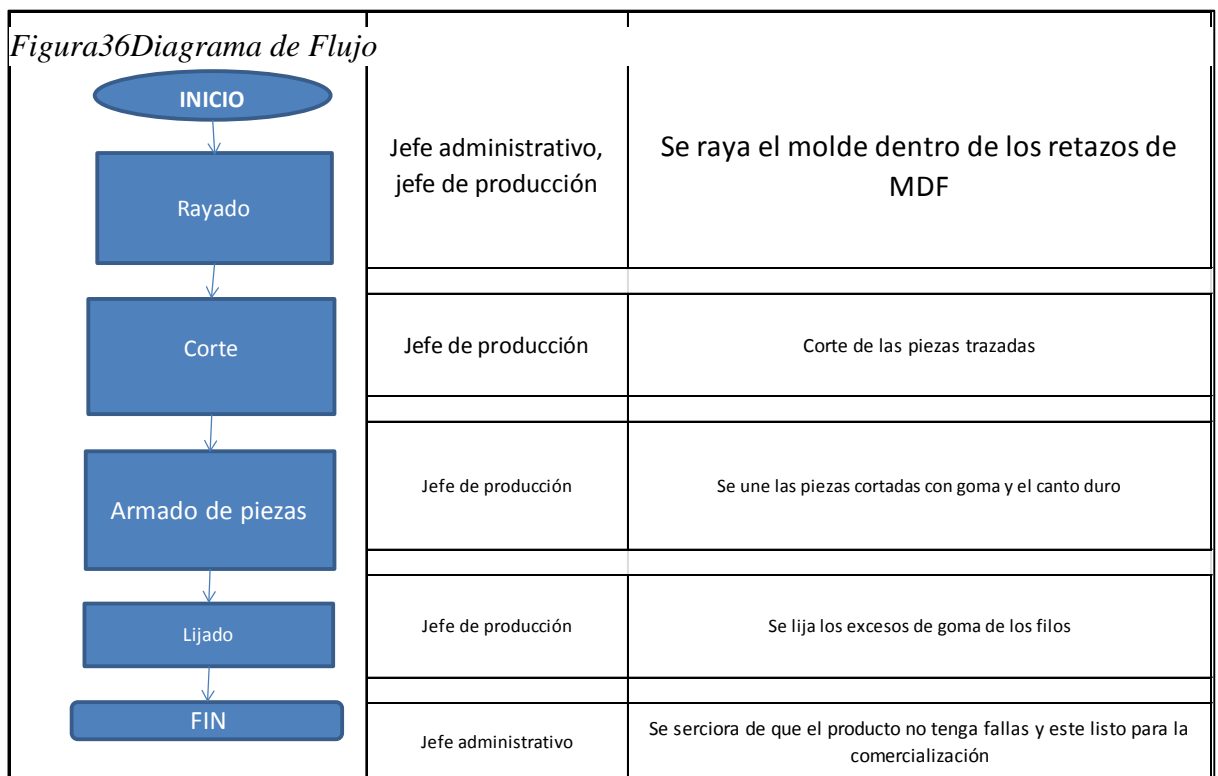 Figura36Diagrama de Flujo
INICIO
Rayado
Jefe administrativo,
jefe de producción
Se raya el molde dentro de los retazos de
MDF
Corte
Jefe de producción
Corte de las piezas trazadas
Armado de piezas
Jefe de producción
Se une las piezas cortadas con goma y el canto duro
Lijado
Jefe de producción
Se lija los excesos de goma de los filos
FIN
Jefe administrativo
Se serciora de que el producto no tenga fallas y este listo para la
comercialización